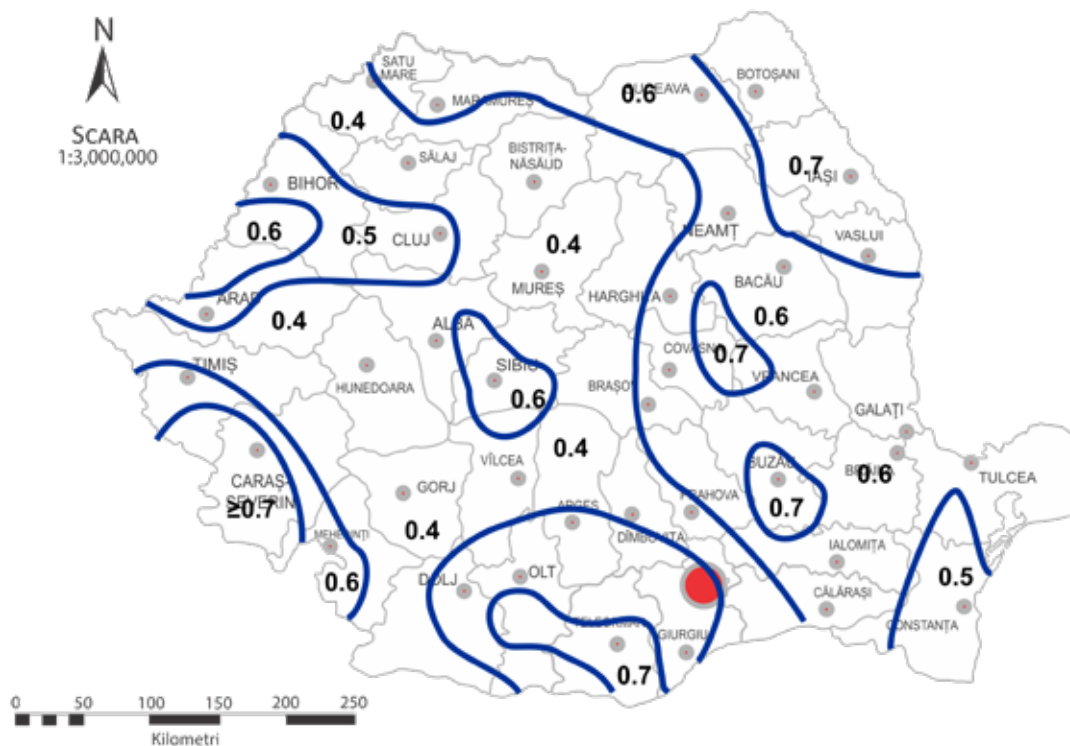 N
SCARA
1:3,000,000
SATU
MARE
MARAMUREȘ
0.4
SĂLAJ
BISTRIȚA-
NĂSĂUD
0.6
SUCEAVA
BOTOȘANI
0.7
IAȘI
BIHOR
0.6
0.5
CLUJ
0.4
MUREȘ
NEAMȚ
VASLUI
HARGHITA
BACĂU
0.6
ARAD
0.4
ALBA
TIMIȘ
HUNEDOARA
SIBIU
0.6
BRAȘOV
COVASNA
0.7
VRANCEA
GALAȚI
CARAȘ-
SEVERIN
≥0.7
GORJ
0.4
VÎLCEA
0.4
ARGEȘ
DÎMBOVIȚA
PRAHOVA
BUZĂU
0.7
BRĂILA
0.6
TULCEA
MEHEDINȚI
0.6
DOLJ
OLT
TELEORMAN
0.7
GIURGIU
IALOMIȚA
CĂLĂRAȘI
0.5
CONSTANȚA
0 50 100 150 200 250
Kilometri